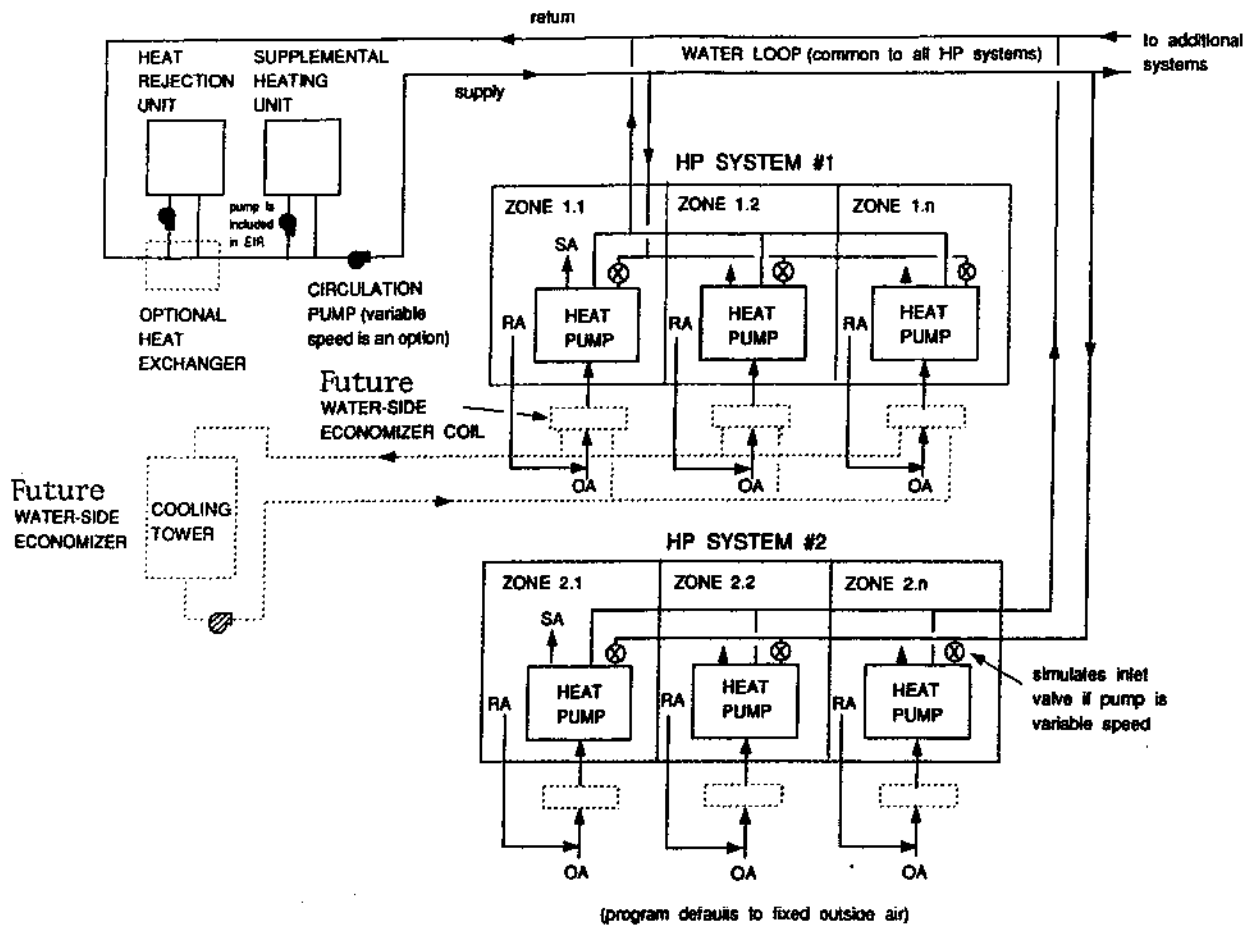 return
HEAT
REJECTION
UNIT
SUPPLEMENTAL
HEATING
UNIT
WATER LOOP (common to all HP systems)
to additional
systems
supply
pump is
included
in EIR
OPTIONAL
HEAT
EXCHANGER
CIRCULATION
PUMP (variable
speed is an option)
HP SYSTEM #1
ZONE 1.1
ZONE 1.2
ZONE 1.n
SA
RA
HEAT
PUMP
RA
HEAT
PUMP
RA
HEAT
PUMP
Future
WATER-SIDE
ECONOMIZER COIL
OA
OA
OA
Future
WATER-SIDE
ECONOMIZER
COOLING
TOWER
HP SYSTEM #2
ZONE 2.1
ZONE 2.2
ZONE 2.n
SA
RA
HEAT
PUMP
RA
HEAT
PUMP
RA
HEAT
PUMP
simulates inlet
valve if pump is
variable speed
OA
OA
OA
(program defaults to fixed outside air)